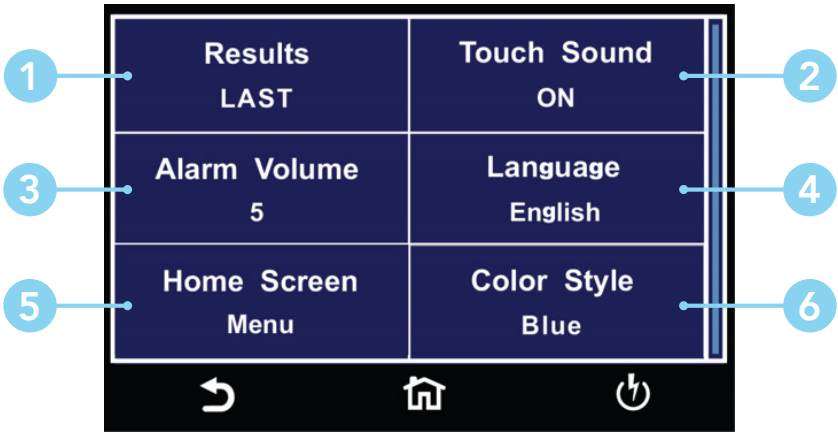 1
Results
LAST
Touch Sound
ON
2
3
Alarm Volume
5
Language
English
4
5
Home Screen
Menu
Color Style
Blue
6